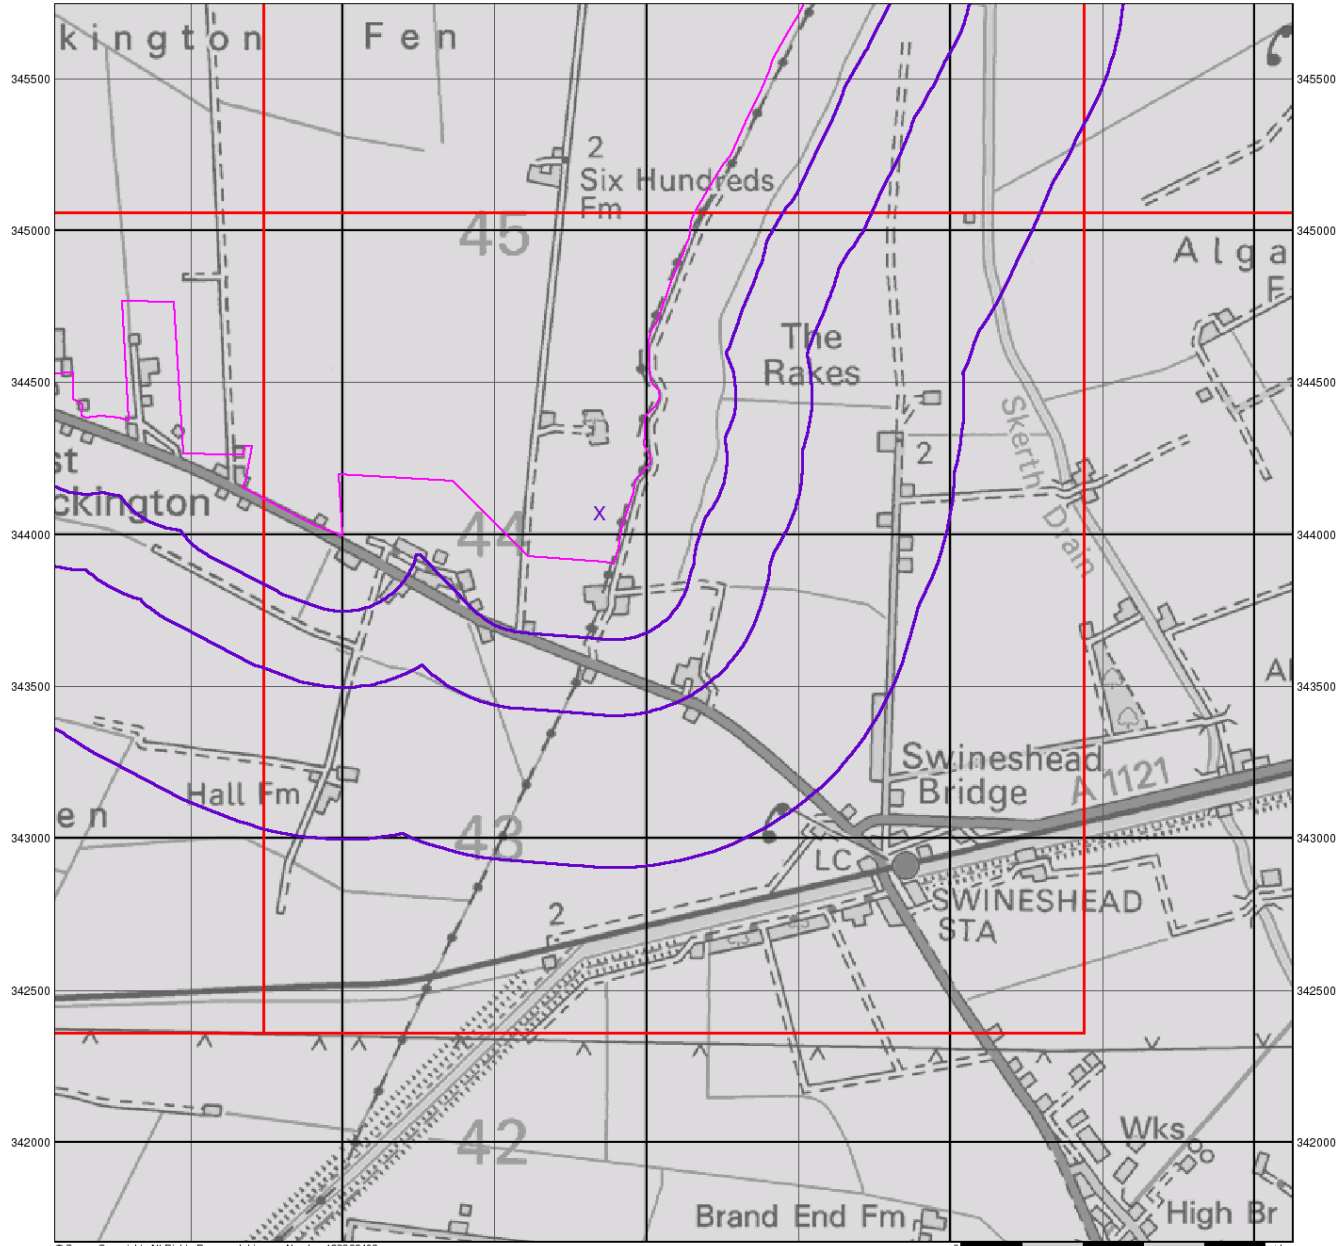 kington Fen
345500 345500
2
Six Hundreds
Fm
45
345000 345000
Alga
F
The
Rakes
344500 344500
Skerth Drain
2
st
ckington
X
44
344000 344000
343500 343500
Al
Swineshead
Bridge
A 1121
Hall Fm
en
43
343000 343000
LC
SWINESHEAD
STA
2
342500 342500
Wks
42
342000 342000
Brand End Fm
High Br